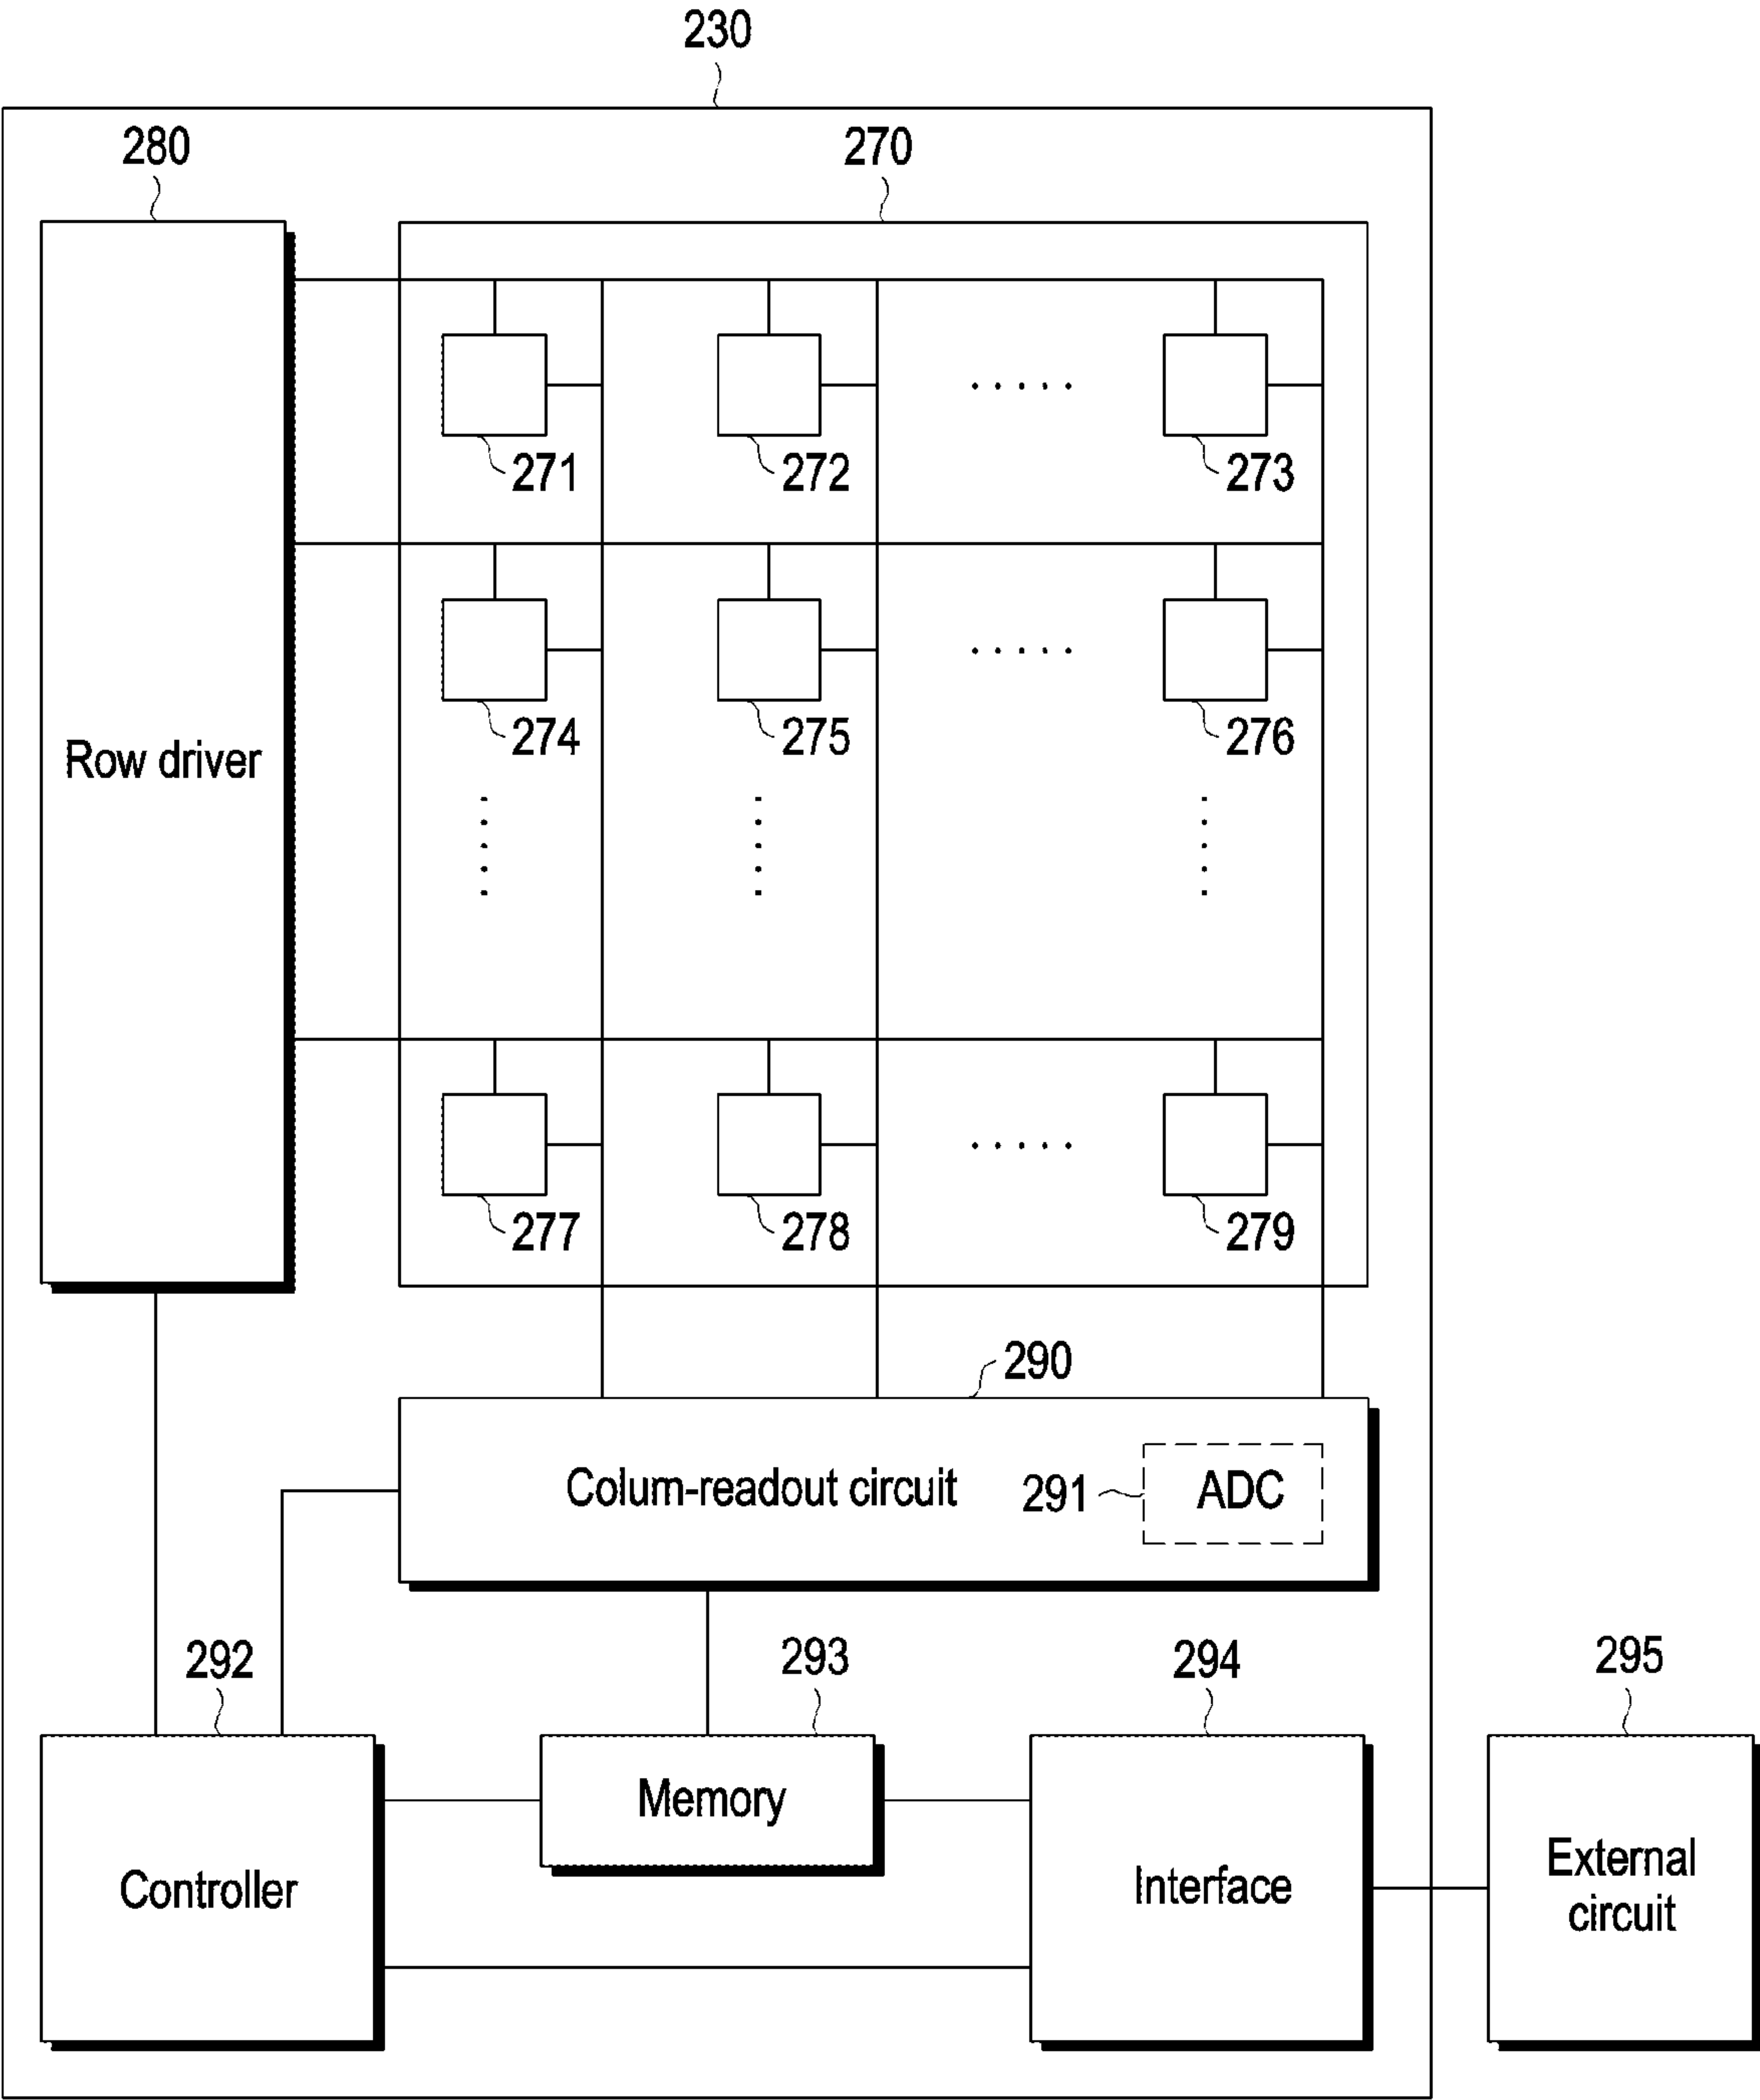 230
280
270
271
272
273
274
275
276
Row driver
277
278
279
290
Colum-readout circuit
291
ADC
292
293
294
295
Memory
Controller
Interface
External
circuit